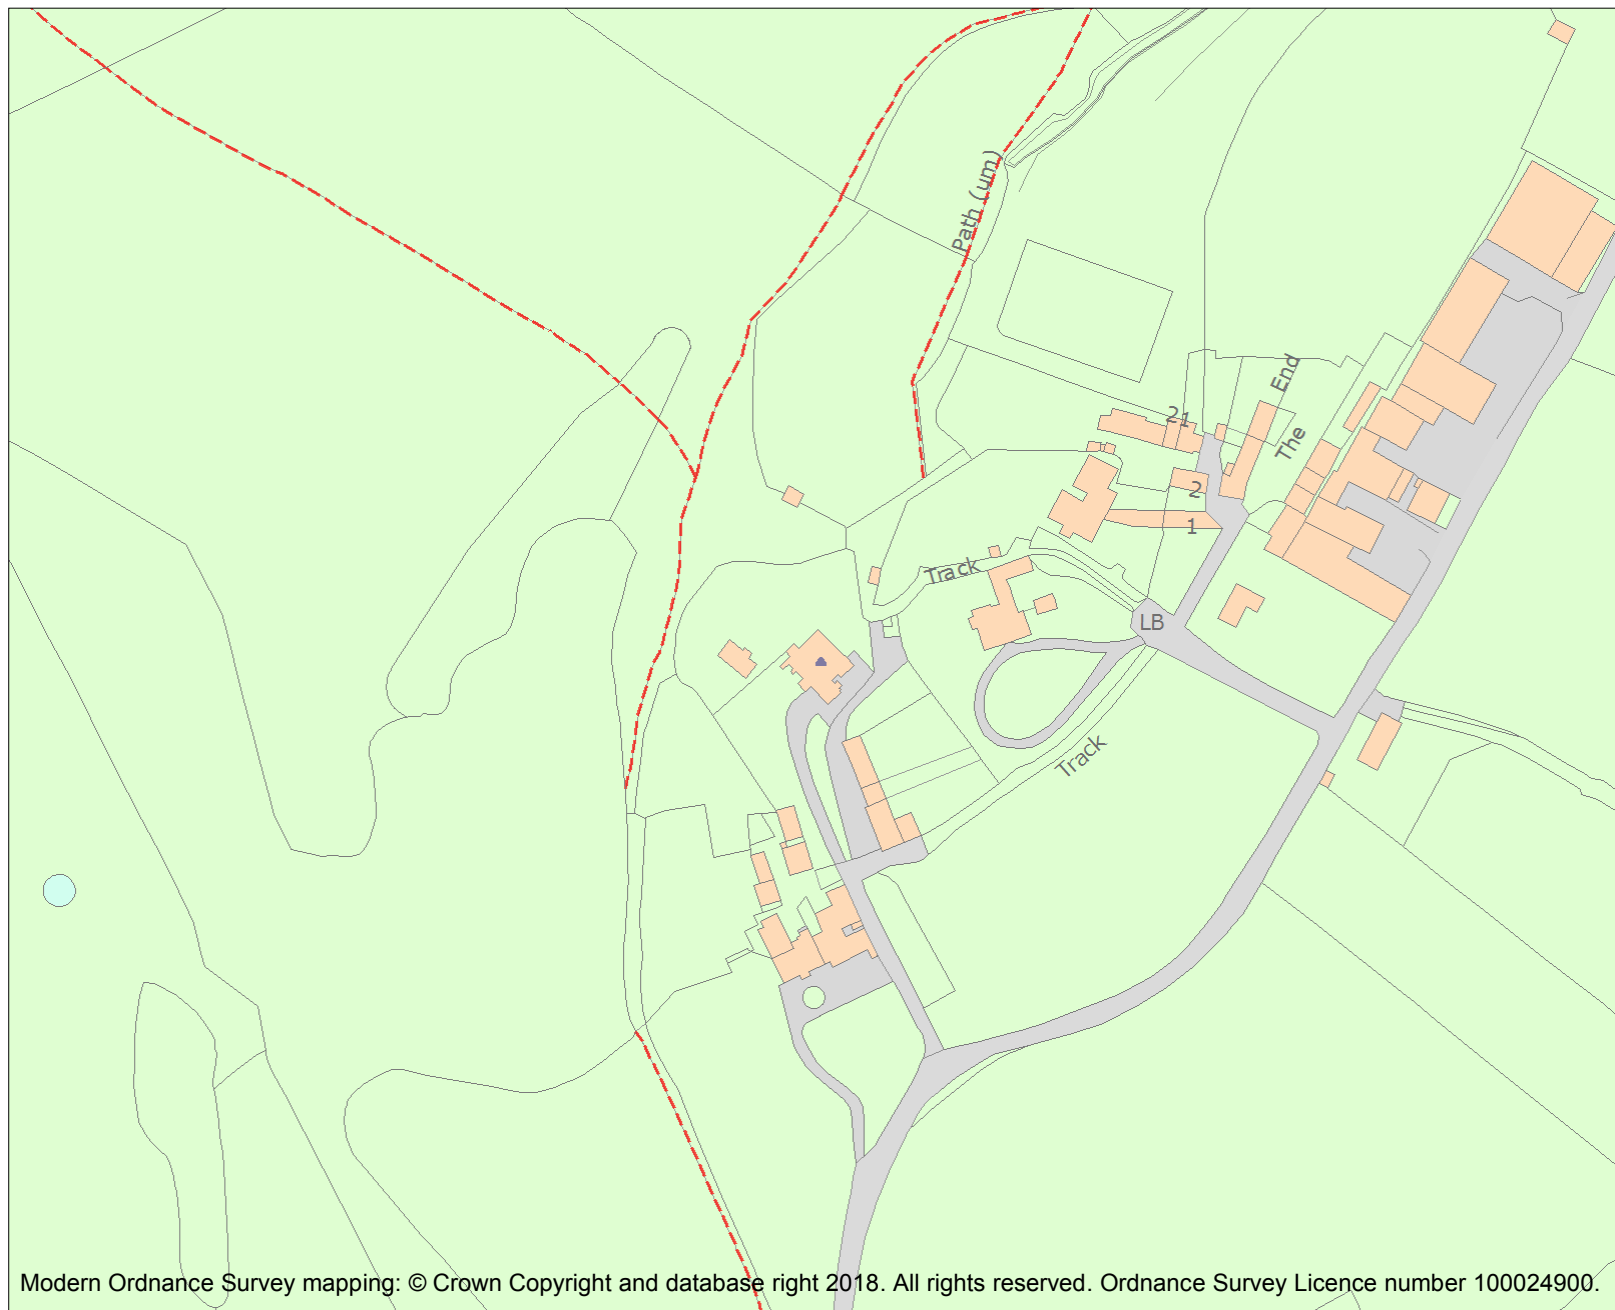 Path (um)
21
End
The
2
1
Track
LB
Track
Modern Ordnance Survey mapping: © Crown Copyright and database right 2018. All rights reserved. Ordnance Survey Licence number 100024900.